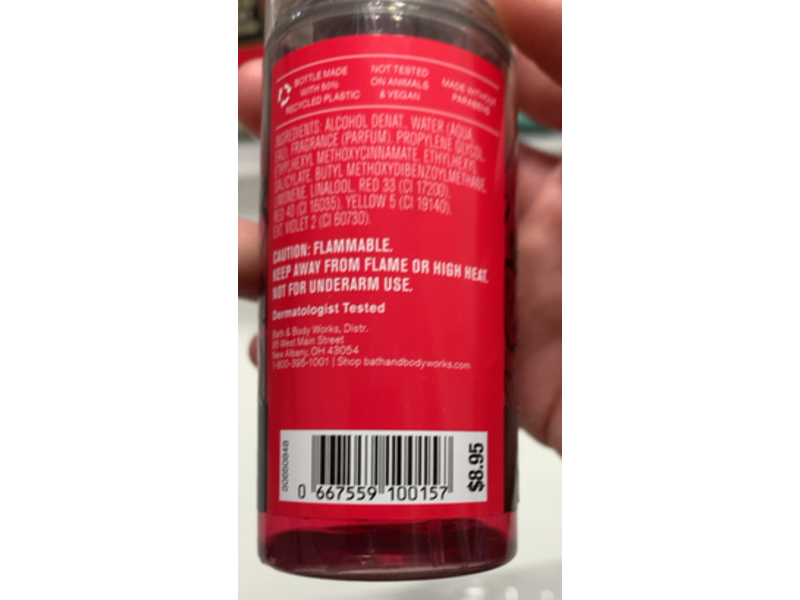 BOTTLE MADE
WITH 50%
RECYCLED PLASTIC
NOT TESTED
ON ANIMALS
& VEGAN
MADE WITHOUT
PARABENS
INGREDIENTS: ALCOHOL DENAT., WATER (AQUA,
EAU), FRAGRANCE (PARFUM), PROPYLENE GLYCOL,
ETHYLHEXYL METHOXYCINNAMATE, ETHYLHEXYL
SALICYLATE, BUTYL METHOXYDIBENZOYLMETHANE,
LIMONENE, LINALOOL, RED 33 (CI 17200),
RED 40 (CI 16035), YELLOW 5 (CI 19140),
EXT. VIOLET 2 (CI 60730).
CAUTION: FLAMMABLE.
KEEP AWAY FROM FLAME OR HIGH HEAT.
NOT FOR UNDERARM USE.
Dermatologist Tested
Bath & Body Works, Distr.
95 West Main Street
New Albany, OH 43054
1-800-395-1001 | Shop bathandbodyworks.com
0 667559 100157
$8.95